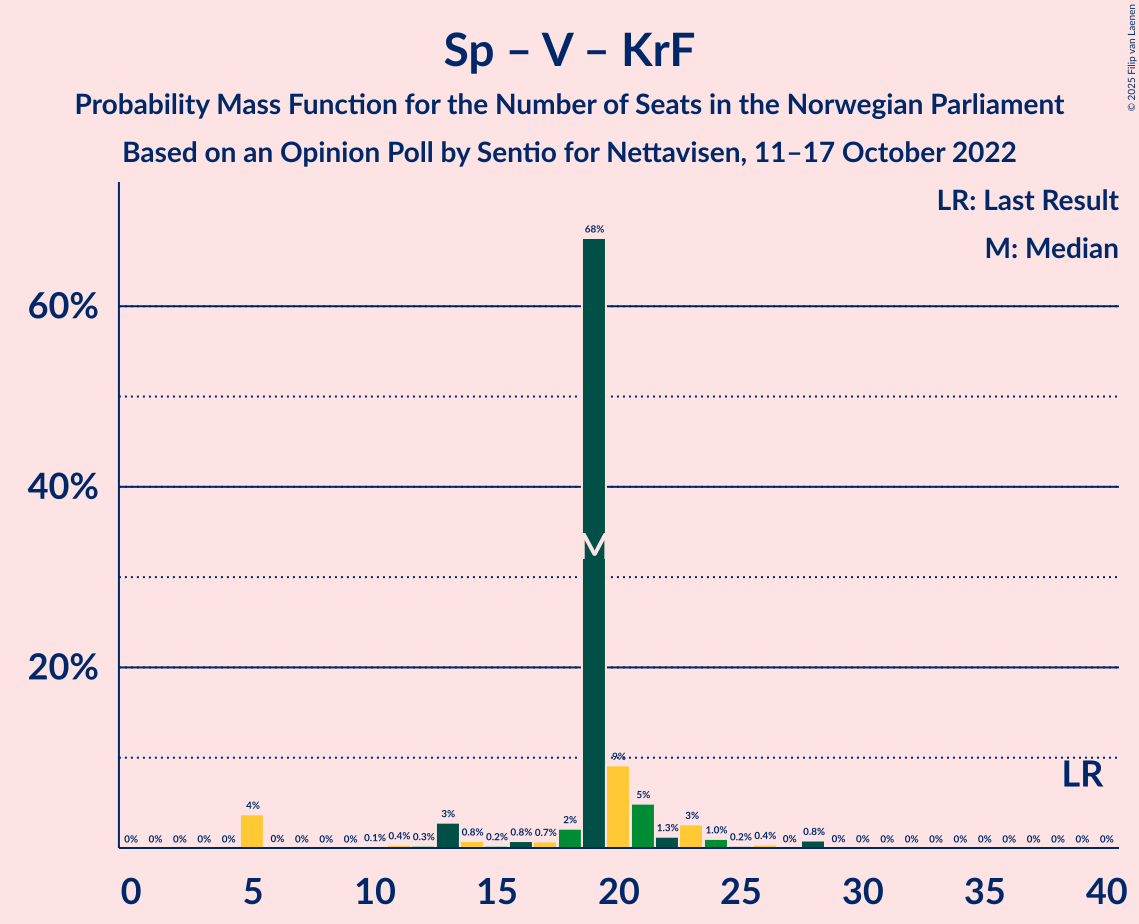 Sp – V – KrF
Probability Mass Function for the Number of Seats in the Norwegian Parliament
Based on an Opinion Poll by Sentio for Nettavisen, 11–17 October 2022
© 2025 Filip van Laenen
LR: Last Result
M: Median
68%
60%
40%
M
20%
9%
LR
4% 3% 2% 5% 1.3% 3% 1.0%
0% 0% 0% 0% 0% 0% 0% 0% 0% 0.1% 0.4% 0.3% 0.8% 0.2% 0.8% 0.7% 0.2% 0.4% 0% 0.8% 0% 0% 0% 0% 0% 0% 0% 0% 0% 0% 0% 0%
0 5 10 15 20 25 30 35 40